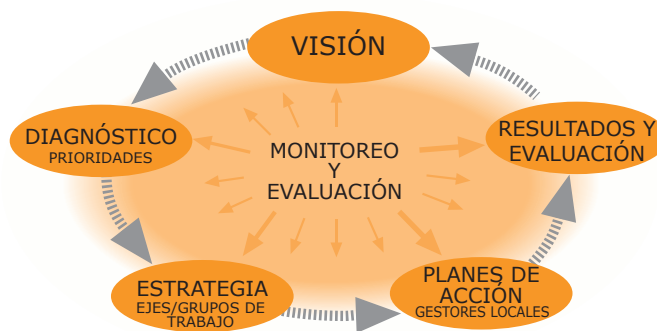 VISIÓN
DIAGNÓSTICO
PRIORIDADES
RESULTADOS Y
EVALUACIÓN
MONITOREO
Y
EVALUACIÓN
ESTRATEGIA
EJES/GRUPOS DE
TRABAJO
PLANES DE
ACCIÓN
GESTORES LOCALES